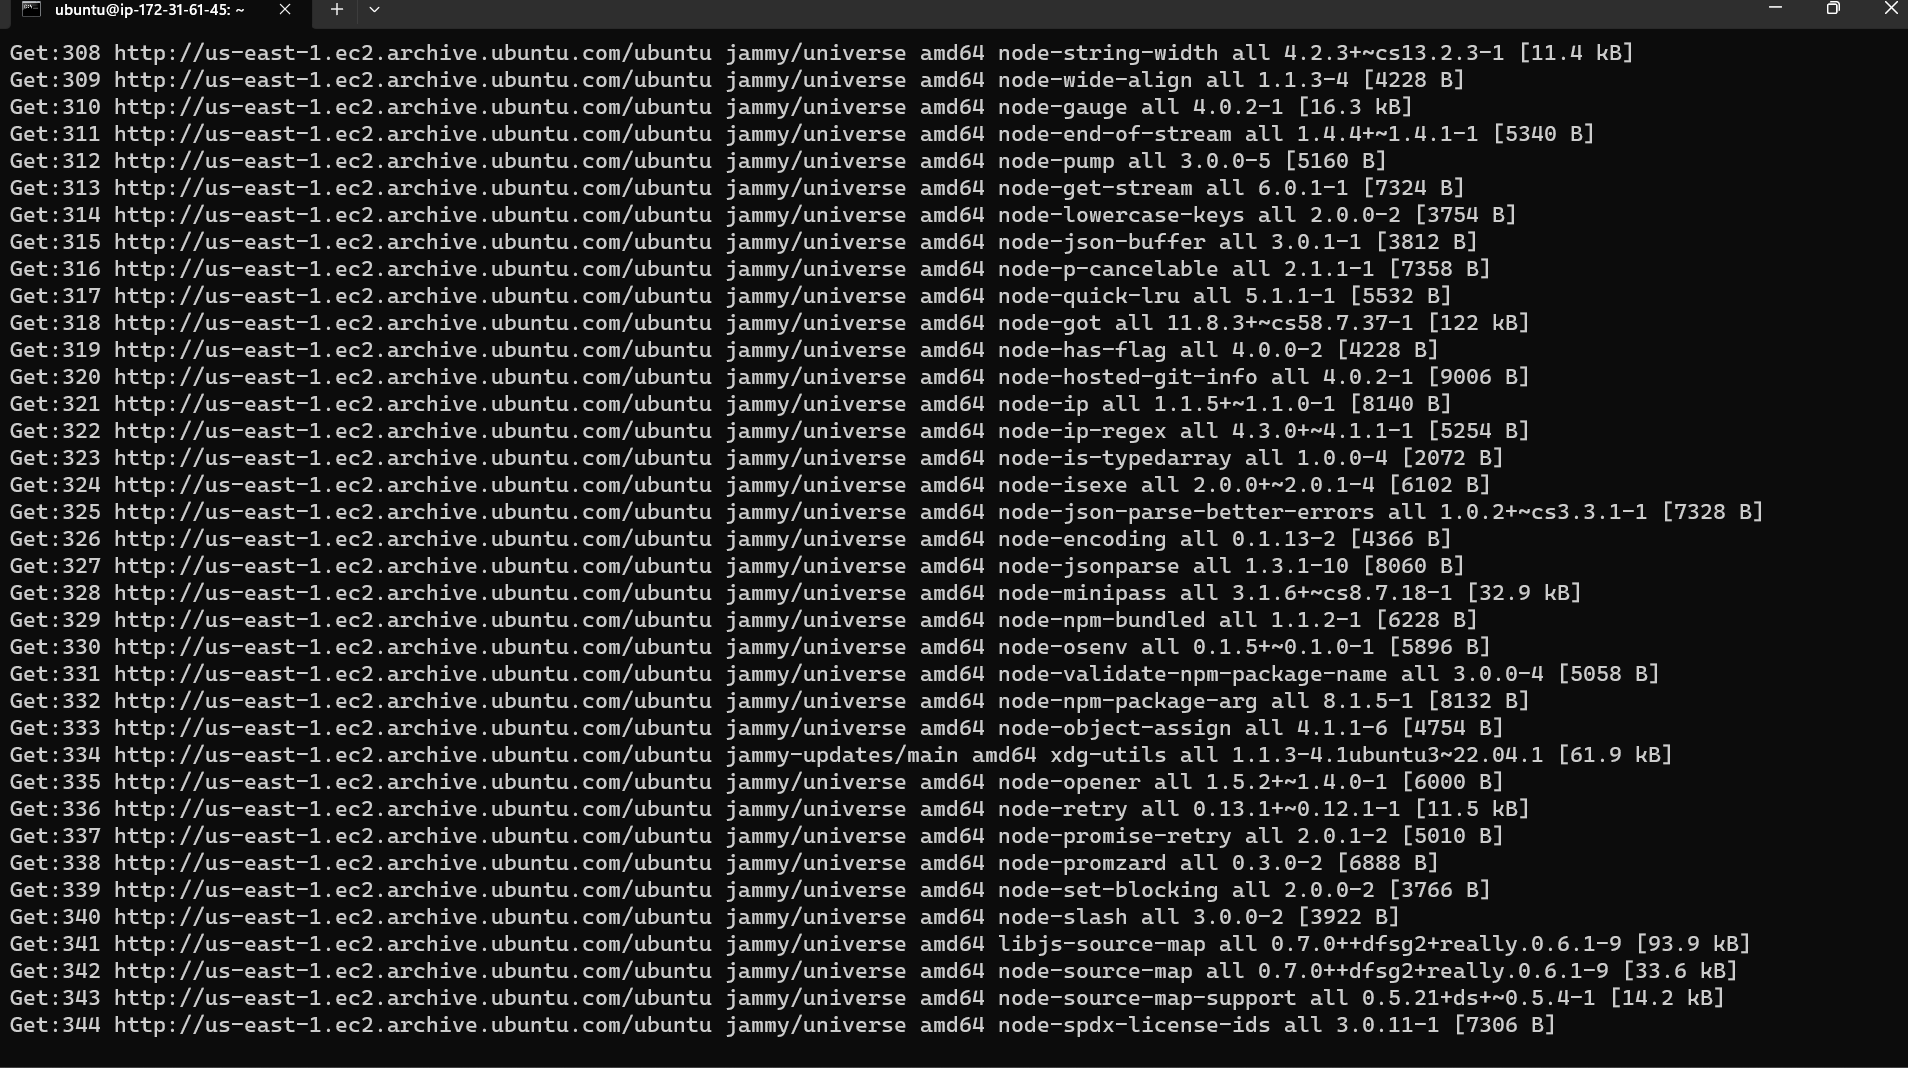 ubuntu@ip-172-31-61-45: ~
Get:308 http://us-east-1.ec2.archive.ubuntu.com/ubuntu jammy/universe amd64 node-string-width all 4.2.3+~cs13.2.3-1 [11.4 kB]
Get:309 http://us-east-1.ec2.archive.ubuntu.com/ubuntu jammy/universe amd64 node-wide-align all 1.1.3-4 [4228 B]
Get:310 http://us-east-1.ec2.archive.ubuntu.com/ubuntu jammy/universe amd64 node-gauge all 4.0.2-1 [16.3 kB]
Get:311 http://us-east-1.ec2.archive.ubuntu.com/ubuntu jammy/universe amd64 node-end-of-stream all 1.4.4+~1.4.1-1 [5340 B]
Get:312 http://us-east-1.ec2.archive.ubuntu.com/ubuntu jammy/universe amd64 node-pump all 3.0.0-5 [5160 B]
Get:313 http://us-east-1.ec2.archive.ubuntu.com/ubuntu jammy/universe amd64 node-get-stream all 6.0.1-1 [7324 B]
Get:314 http://us-east-1.ec2.archive.ubuntu.com/ubuntu jammy/universe amd64 node-lowercase-keys all 2.0.0-2 [3754 B]
Get:315 http://us-east-1.ec2.archive.ubuntu.com/ubuntu jammy/universe amd64 node-json-buffer all 3.0.1-1 [3812 B]
Get:316 http://us-east-1.ec2.archive.ubuntu.com/ubuntu jammy/universe amd64 node-p-cancelable all 2.1.1-1 [7358 B]
Get:317 http://us-east-1.ec2.archive.ubuntu.com/ubuntu jammy/universe amd64 node-quick-lru all 5.1.1-1 [5532 B]
Get:318 http://us-east-1.ec2.archive.ubuntu.com/ubuntu jammy/universe amd64 node-got all 11.8.3+~cs58.7.37-1 [122 kB]
Get:319 http://us-east-1.ec2.archive.ubuntu.com/ubuntu jammy/universe amd64 node-has-flag all 4.0.0-2 [4228 B]
Get:320 http://us-east-1.ec2.archive.ubuntu.com/ubuntu jammy/universe amd64 node-hosted-git-info all 4.0.2-1 [9006 B]
Get:321 http://us-east-1.ec2.archive.ubuntu.com/ubuntu jammy/universe amd64 node-ip all 1.1.5+~1.1.0-1 [8140 B]
Get:322 http://us-east-1.ec2.archive.ubuntu.com/ubuntu jammy/universe amd64 node-ip-regex all 4.3.0+~4.1.1-1 [5254 B]
Get:323 http://us-east-1.ec2.archive.ubuntu.com/ubuntu jammy/universe amd64 node-is-typedarray all 1.0.0-4 [2072 B]
Get:324 http://us-east-1.ec2.archive.ubuntu.com/ubuntu jammy/universe amd64 node-isexe all 2.0.0+~2.0.1-4 [6102 B]
Get:325 http://us-east-1.ec2.archive.ubuntu.com/ubuntu jammy/universe amd64 node-json-parse-better-errors all 1.0.2+~cs3.3.1-1 [7328 B]
Get:326 http://us-east-1.ec2.archive.ubuntu.com/ubuntu jammy/universe amd64 node-encoding all 0.1.13-2 [4366 B]
Get:327 http://us-east-1.ec2.archive.ubuntu.com/ubuntu jammy/universe amd64 node-jsonparse all 1.3.1-10 [8060 B]
Get:328 http://us-east-1.ec2.archive.ubuntu.com/ubuntu jammy/universe amd64 node-minipass all 3.1.6+~cs8.7.18-1 [32.9 kB]
Get:329 http://us-east-1.ec2.archive.ubuntu.com/ubuntu jammy/universe amd64 node-npm-bundled all 1.1.2-1 [6228 B]
Get:330 http://us-east-1.ec2.archive.ubuntu.com/ubuntu jammy/universe amd64 node-osenv all 0.1.5+~0.1.0-1 [5896 B]
Get:331 http://us-east-1.ec2.archive.ubuntu.com/ubuntu jammy/universe amd64 node-validate-npm-package-name all 3.0.0-4 [5058 B]
Get:332 http://us-east-1.ec2.archive.ubuntu.com/ubuntu jammy/universe amd64 node-npm-package-arg all 8.1.5-1 [8132 B]
Get:333 http://us-east-1.ec2.archive.ubuntu.com/ubuntu jammy/universe amd64 node-object-assign all 4.1.1-6 [4754 B]
Get:334 http://us-east-1.ec2.archive.ubuntu.com/ubuntu jammy-updates/main amd64 xdg-utils all 1.1.3-4.1ubuntu3~22.04.1 [61.9 kB]
Get:335 http://us-east-1.ec2.archive.ubuntu.com/ubuntu jammy/universe amd64 node-opener all 1.5.2+~1.4.0-1 [6000 B]
Get:336 http://us-east-1.ec2.archive.ubuntu.com/ubuntu jammy/universe amd64 node-retry all 0.13.1+~0.12.1-1 [11.5 kB]
Get:337 http://us-east-1.ec2.archive.ubuntu.com/ubuntu jammy/universe amd64 node-promise-retry all 2.0.1-2 [5010 B]
Get:338 http://us-east-1.ec2.archive.ubuntu.com/ubuntu jammy/universe amd64 node-promzard all 0.3.0-2 [6888 B]
Get:339 http://us-east-1.ec2.archive.ubuntu.com/ubuntu jammy/universe amd64 node-set-blocking all 2.0.0-2 [3766 B]
Get:340 http://us-east-1.ec2.archive.ubuntu.com/ubuntu jammy/universe amd64 node-slash all 3.0.0-2 [3922 B]
Get:341 http://us-east-1.ec2.archive.ubuntu.com/ubuntu jammy/universe amd64 libjs-source-map all 0.7.0++dfsg2+really.0.6.1-9 [93.9 kB]
Get:342 http://us-east-1.ec2.archive.ubuntu.com/ubuntu jammy/universe amd64 node-source-map all 0.7.0++dfsg2+really.0.6.1-9 [33.6 kB]
Get:343 http://us-east-1.ec2.archive.ubuntu.com/ubuntu jammy/universe amd64 node-source-map-support all 0.5.21+ds+~0.5.4-1 [14.2 kB]
Get:344 http://us-east-1.ec2.archive.ubuntu.com/ubuntu jammy/universe amd64 node-spdx-license-ids all 3.0.11-1 [7306 B]